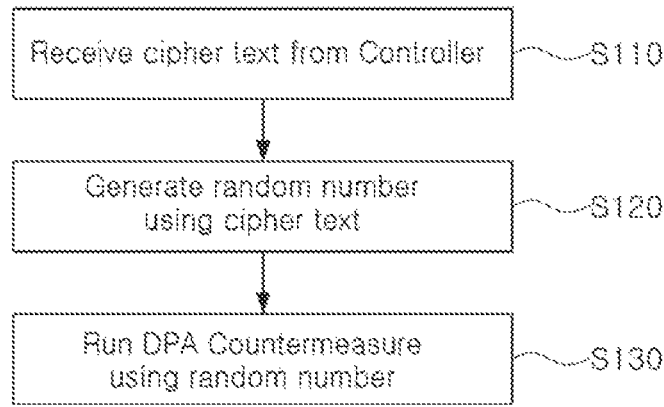 Receive cipher text from Controller
S110
Generate random number
using cipher text
S120
Run DPA Countermeasure
using random number
S130